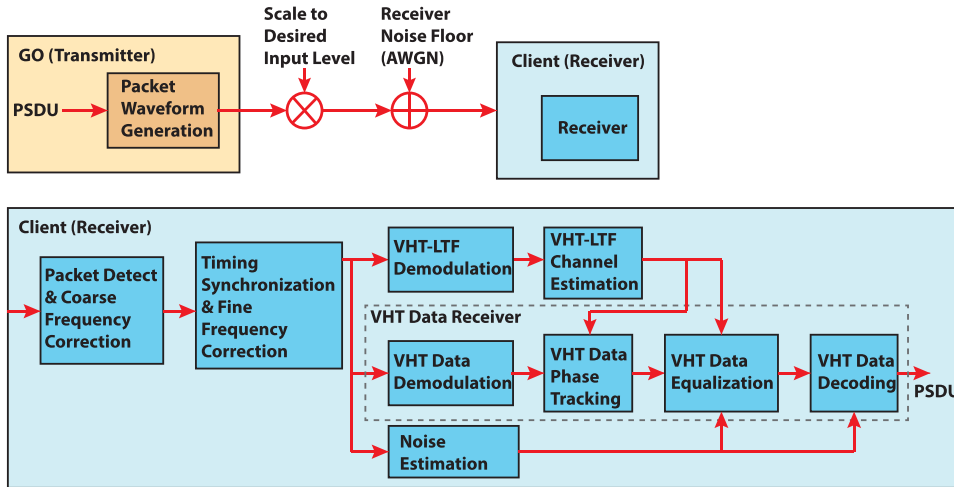 Scale to
Desired
Input Level
Receiver
Noise Floor
(AWGN)
GO (Transmitter)
PSDU
Packet
Waveform
Generation
Client (Receiver)
Receiver
Client (Receiver)
Packet Detect
& Coarse
Frequency
Correction
Timing
Synchronization
& Fine
Frequency
Correction
VHT-LTF
Demodulation
VHT-LTF
Channel
Estimation
VHT Data Receiver
VHT Data
Demodulation
VHT Data
Phase
Tracking
VHT Data
Equalization
VHT Data
Decoding
PSDU
Noise
Estimation